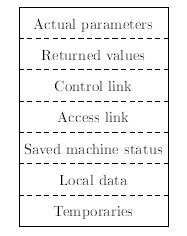 Actual parameters
Returned values
Control link
Access link
Saved machine status
Local data
Temporaries